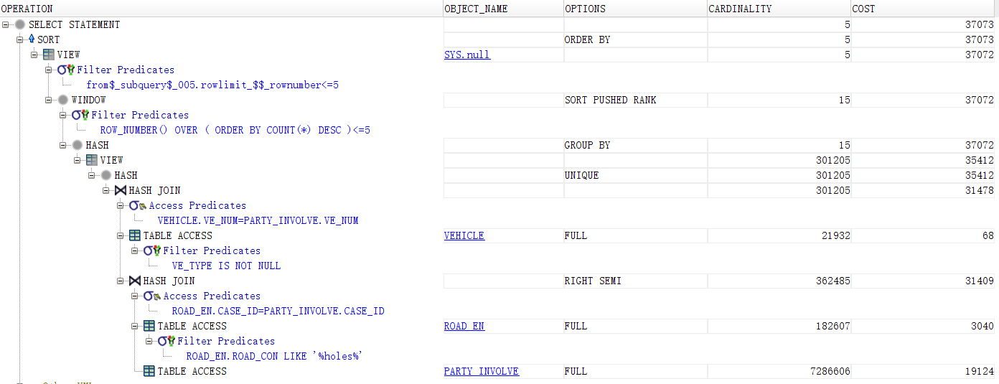 OPERATION OBJECT_NAME OPTIONS CARDINALITY COST
SELECT STATEMENT 5 37073
SORT ORDER BY 5 37073
VIEW SYS.null 5 37072
Filter Predicates
from$_subquery$_005.rowlimit_$$_rownumber<=5
WINDOW SORT PUSHED RANK 15 37072
Filter Predicates
ROW_NUMBER() OVER ( ORDER BY COUNT(*) DESC )<=5
HASH GROUP BY 15 37072
VIEW 301205 35412
HASH UNIQUE 301205 35412
HASH JOIN 301205 31478
Access Predicates
VEHICLE.VE_NUM=PARTY_INVOLVE.VE_NUM
TABLE ACCESS VEHICLE FULL 21932 68
Filter Predicates
VE_TYPE IS NOT NULL
HASH JOIN RIGHT SEMI 362485 31409
Access Predicates
ROAD_EN.CASE_ID=PARTY_INVOLVE.CASE_ID
TABLE ACCESS ROAD_EN FULL 182607 3040
Filter Predicates
ROAD_EN.ROAD_CON LIKE '%holes%'
TABLE ACCESS PARTY_INVOLVE FULL 7286606 19124